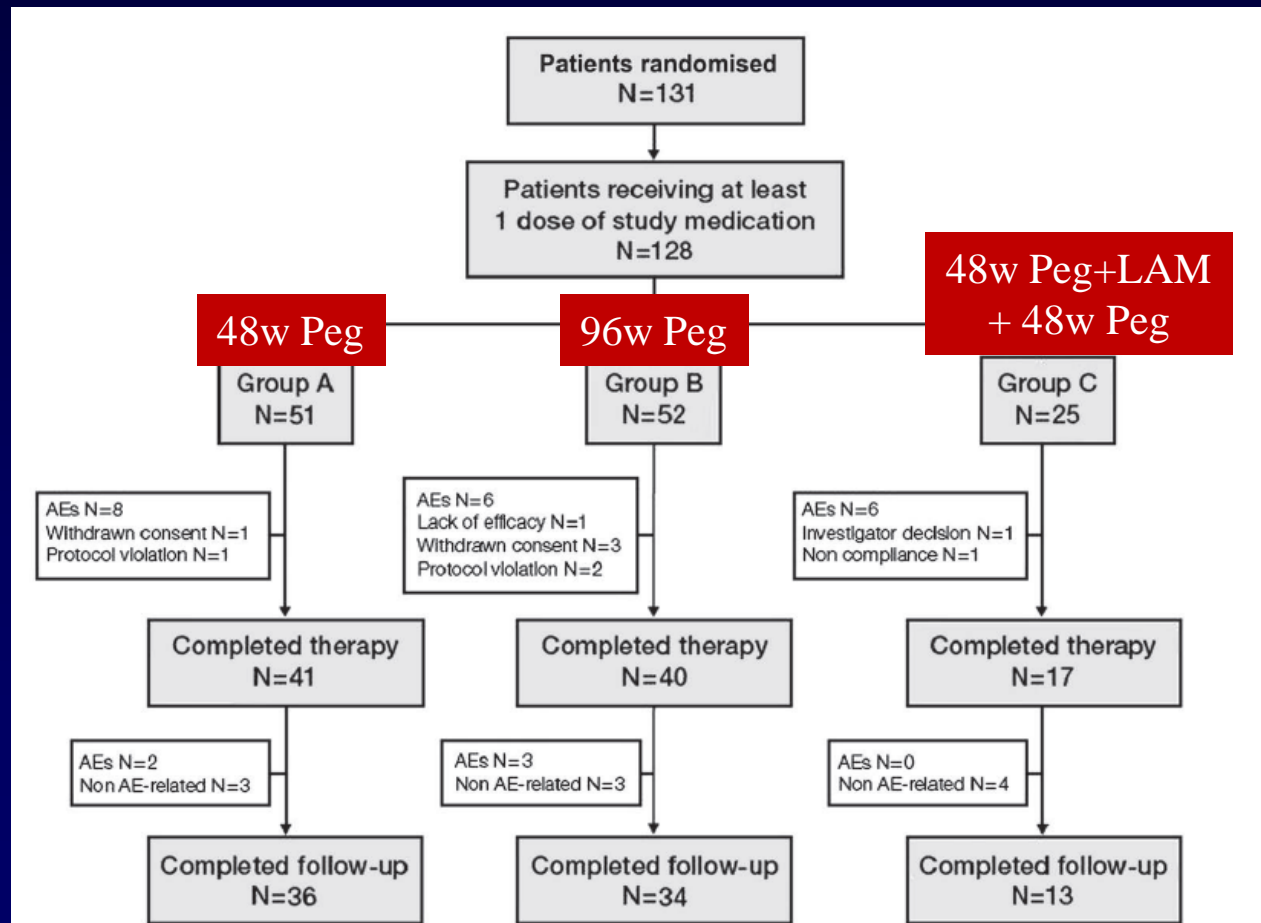 Patients randomised
N=131
Patients receiving at least
1 dose of study medication
N=128
48w Peg
96w Peg
48w Peg+LAM
+ 48w Peg
Group A
N=51
Group B
N=52
Group C
N=25
AEs N=8
Withdrawn consent N=1
Protocol violation N=1
AEs N=6
Lack of efficacy N=1
Withdrawn consent N=3
Protocol violation N=2
AEs N=6
Investigator decision N=1
Non compliance N=1
Completed therapy
N=41
Completed therapy
N=40
Completed therapy
N=17
AEs N=2
Non AE-related N=3
AEs N=3
Non AE-related N=3
AEs N=0
Non AE-related N=4
Completed follow-up
N=36
Completed follow-up
N=34
Completed follow-up
N=13